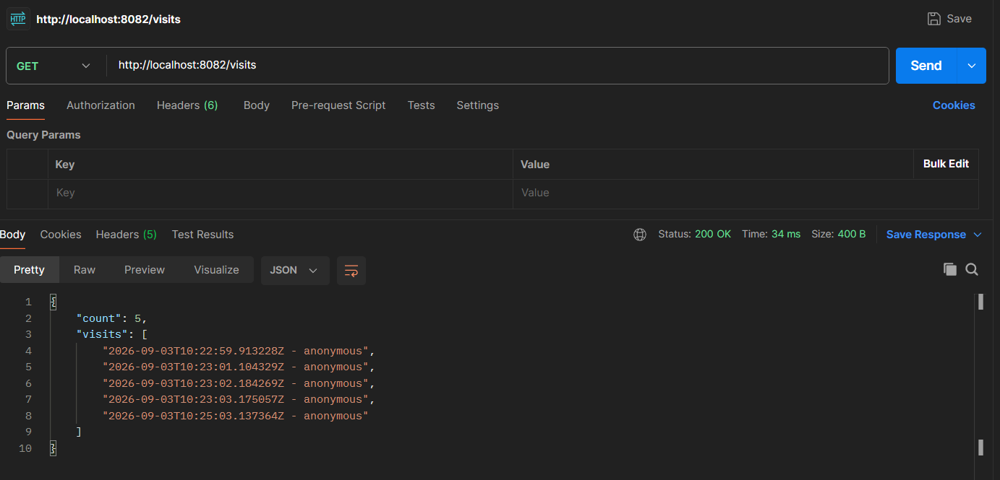 HTTP http://localhost:8082/visits Save
GET http://localhost:8082/visits Send
Params Authorization Headers (6) Body Pre-request Script Tests Settings Cookies
Query Params
Key Value Bulk Edit
Key Value
Body Cookies Headers (5) Test Results Status: 200 OK Time: 34 ms Size: 400 B Save Response
Pretty Raw Preview Visualize JSON
1 {
2 "count": 5,
3 "visits": [
4 "2026-09-03T10:22:59.913228Z - anonymous",
5 "2026-09-03T10:23:01.104329Z - anonymous",
6 "2026-09-03T10:23:02.184269Z - anonymous",
7 "2026-09-03T10:23:03.175057Z - anonymous",
8 "2026-09-03T10:25:03.137364Z - anonymous"
9 ]
10 }